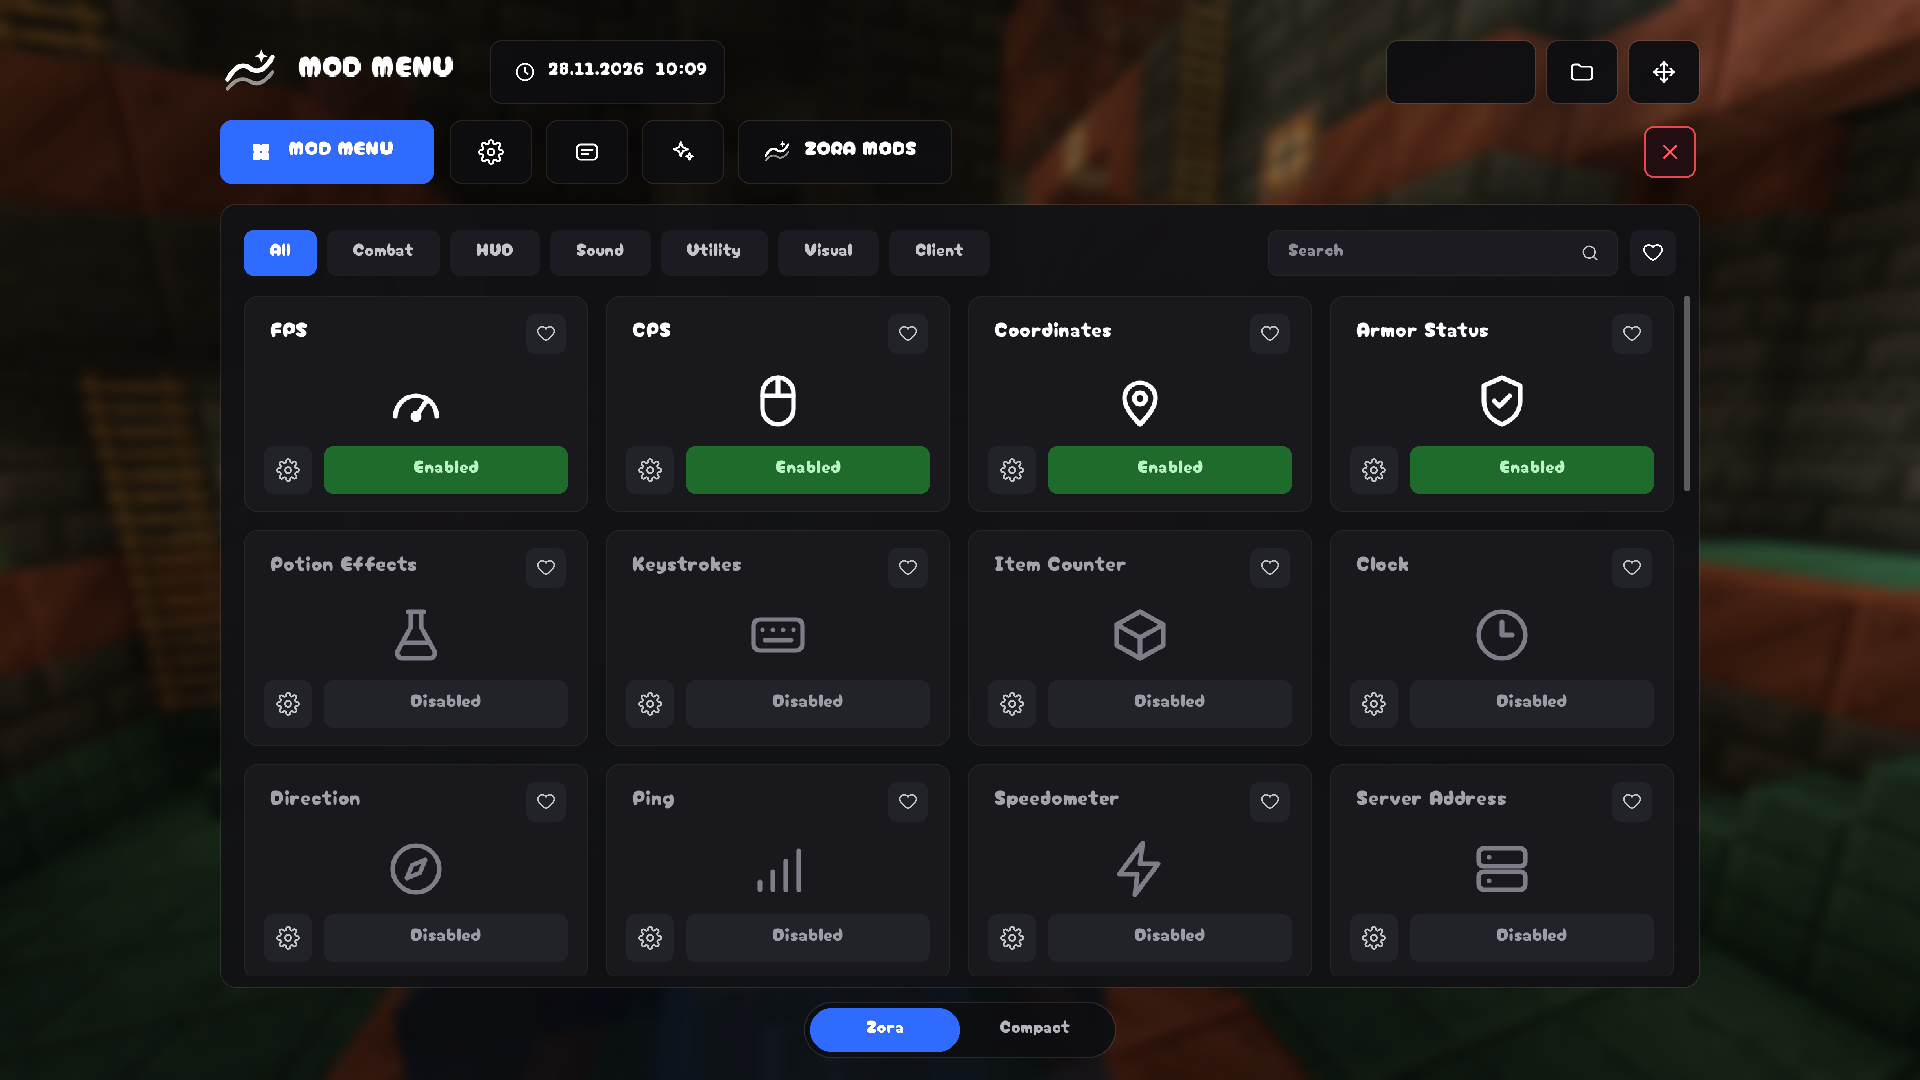 MOD MENU
28.11.2026 10:09
MOD MENU
ZORA MODS
All
Combat
HUD
Sound
Utility
Visual
Client
Search
FPS
CPS
Coordinates
Armor Status
Enabled
Enabled
Enabled
Enabled
Potion Effects
Keystrokes
Item Counter
Clock
Disabled
Disabled
Disabled
Disabled
Direction
Ping
Speedometer
Server Address
Disabled
Disabled
Disabled
Disabled
Zora
Compact